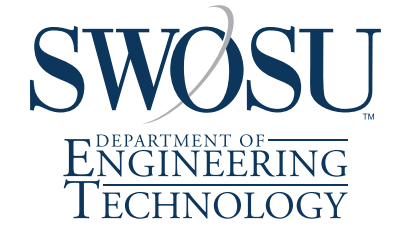 SWOSU™
DEPARTMENT OF
ENGINEERING
TECHNOLOGY